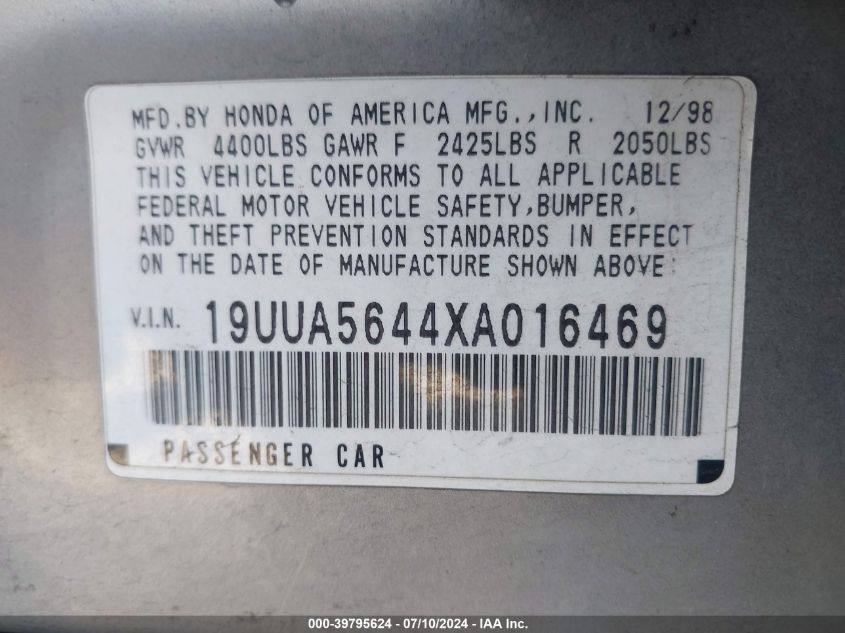 MFD.BY HONDA OF AMERICA MFG.,INC. 12/98
GVWR 4400LBS GAWR F 2425LBS R 2050LBS
THIS VEHICLE CONFORMS TO ALL APPLICABLE
FEDERAL MOTOR VEHICLE SAFETY,BUMPER,
AND THEFT PREVENTION STANDARDS IN EFFECT
ON THE DATE OF MANUFACTURE SHOWN ABOVE.
V.I.N. 19UUA5644XA016469
PASSENGER CAR
000-39795624 - 07/10/2024 - IAA Inc.